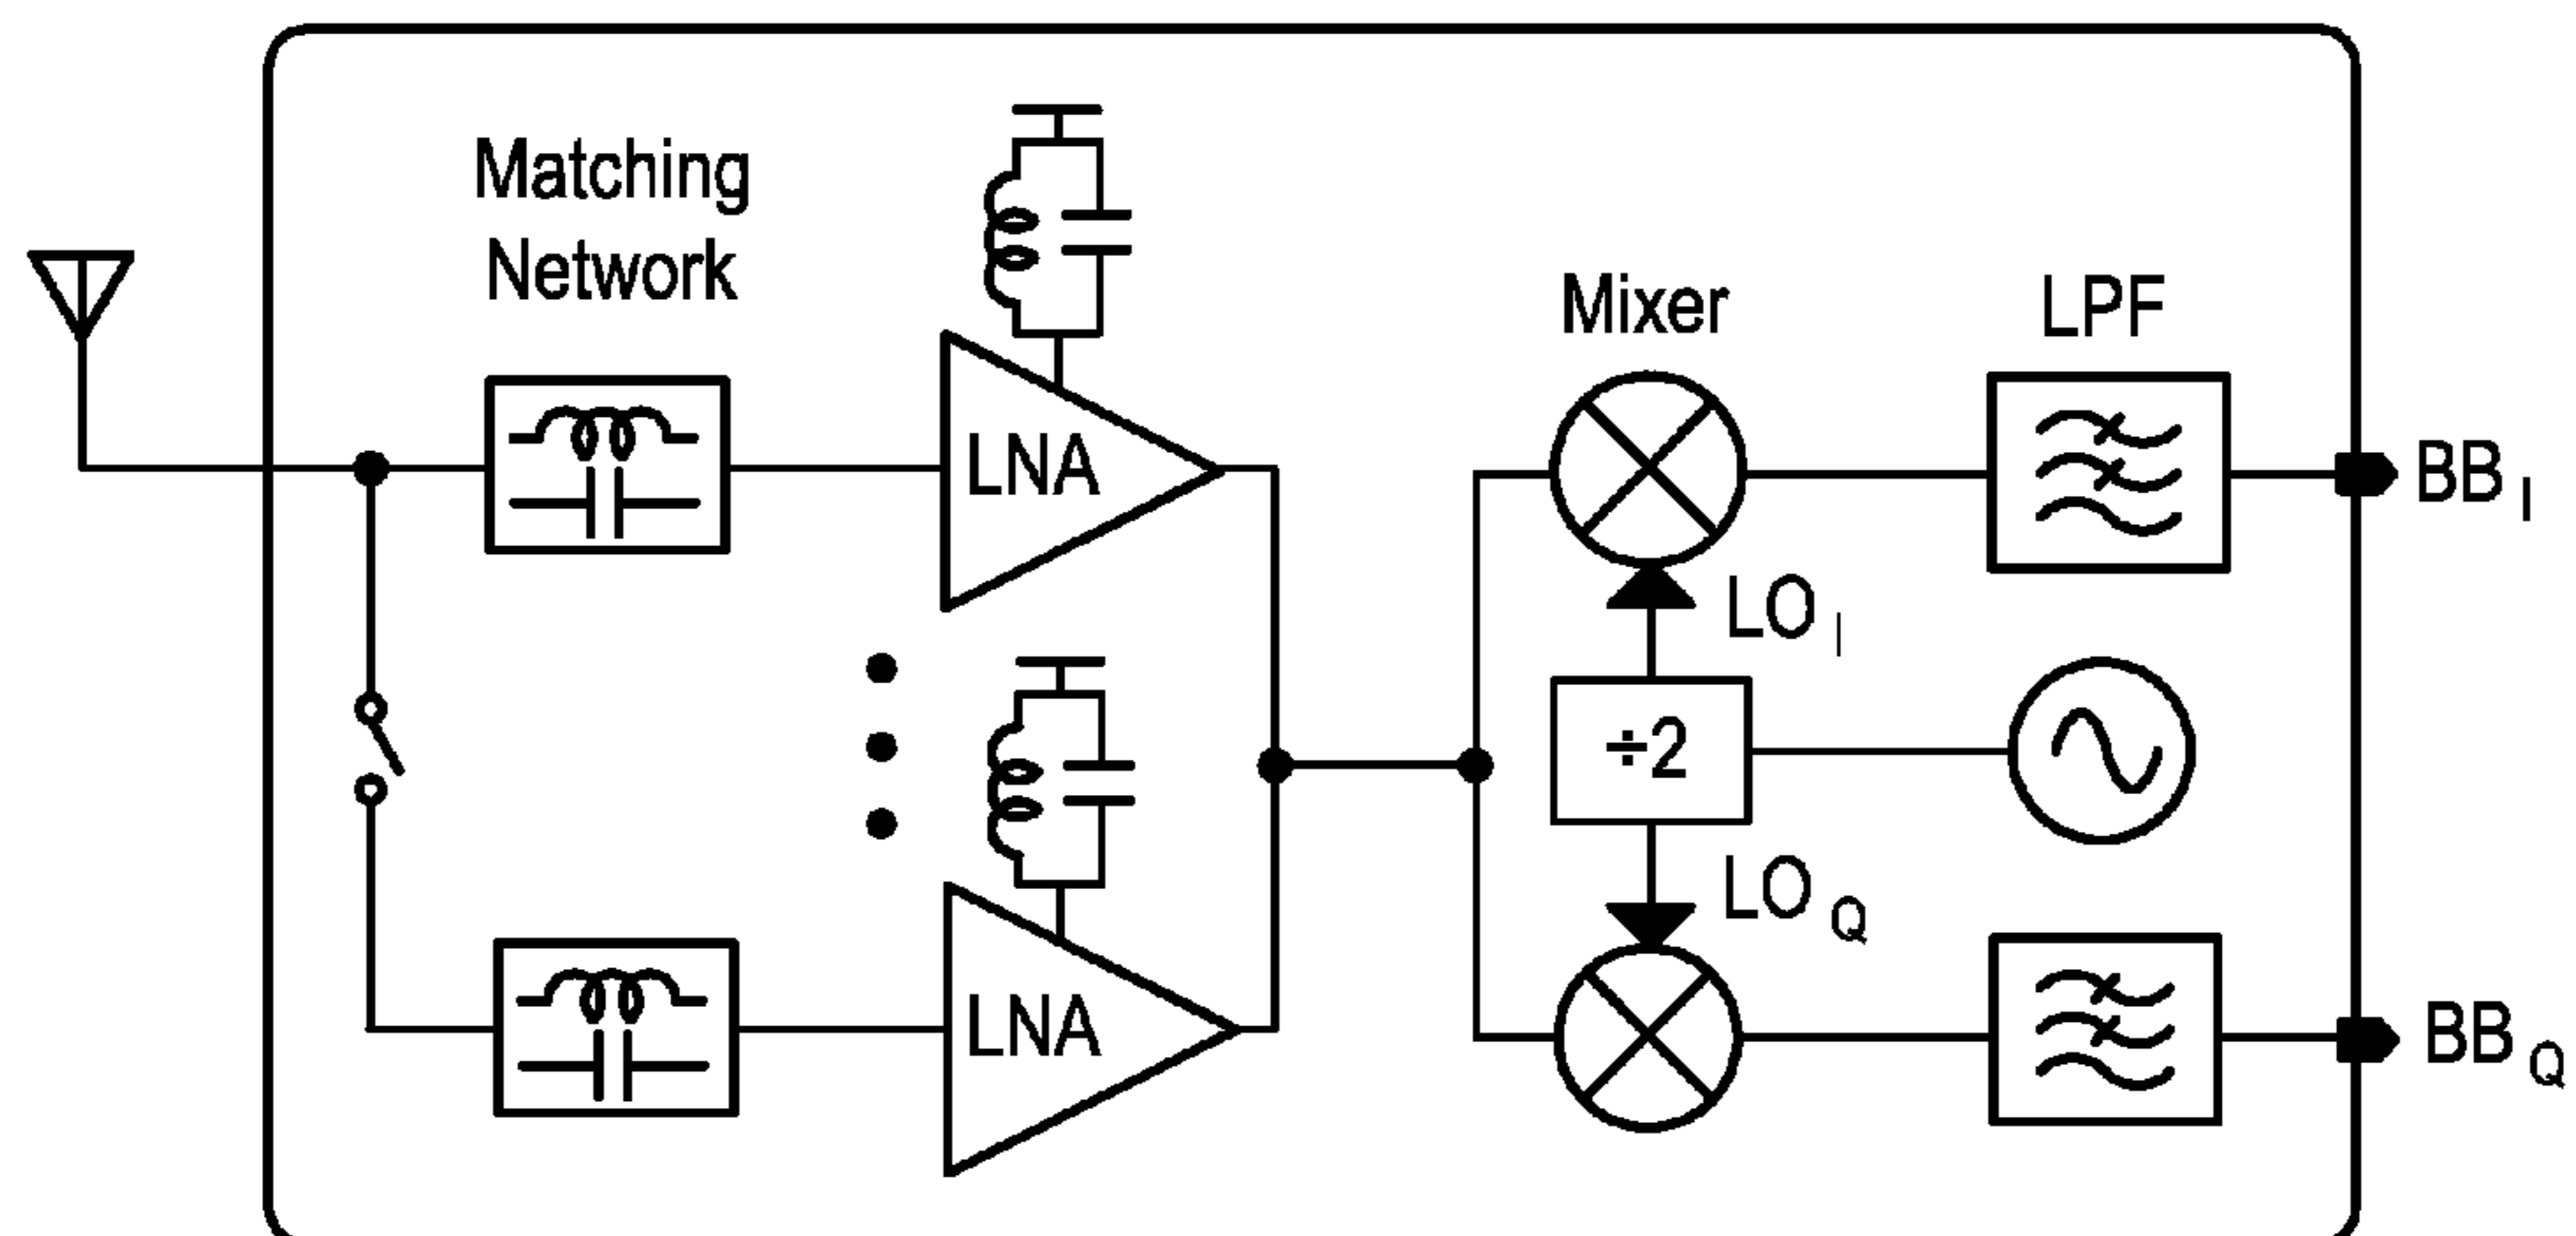 Matching
Network
Mixer
LPF
LNA
BB I
LO I
÷2
LO Q
LNA
BB Q